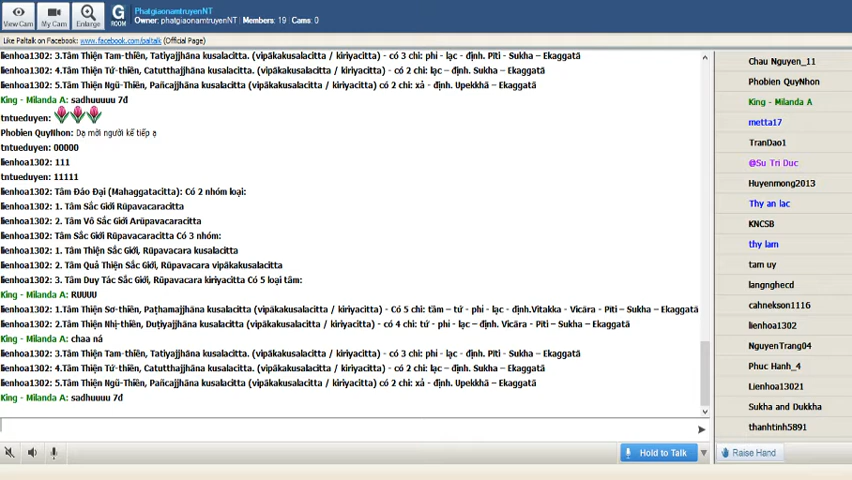 PhatgiaonamtruyenNT
Owner: phatgiaonamtruyenNT | Members: 19 | Cams: 0
View Cam
My Cam
Enlarge
G
ROOM
Like Paltalk on Facebook: www.facebook.com/paltalk (Official Page)
lienhoa1302: 3.Tâm Thiện Tam-thiền, Tatiyajjhāna kusalacitta. (vipākakusalacitta / kiriyacitta) - có 3 chi: phỉ - lạc - định. Pīti - Sukha – Ekaggatā
lienhoa1302: 4.Tâm Thiện Tứ-thiền, Catutthajjhāna kusalacitta. (vipākakusalacitta / kiriyacitta) - có 2 chi: lạc – định. Sukha – Ekaggatā
lienhoa1302: 5.Tâm Thiện Ngũ-Thiền, Pañcajjhāna kusalacitta (vipākakusalacitta / kiriyacitta) có 2 chi: xả - định. Upekkhā – Ekaggatā
King - Milanda A: sadhuuuuu 7đ
tntueduyen:
Phobien QuyNhon: Dạ mời người kế tiếp ạ
tntueduyen: 00000
lienhoa1302: 111
tntueduyen: 11111
lienhoa1302: Tâm Đáo Đại (Mahaggatacitta): Có 2 nhóm loại:
lienhoa1302: 1. Tâm Sắc Giới Rūpavacaracitta
lienhoa1302: 2. Tâm Vô Sắc Giới Arūpavacaracitta
lienhoa1302: Tâm Sắc Giới Rūpavacaracitta Có 3 nhóm:
lienhoa1302: 1. Tâm Thiện Sắc Giới, Rūpavacara kusalacitta
lienhoa1302: 2. Tâm Quả Thiện Sắc Giới, Rūpavacara vipākakusalacitta
lienhoa1302: 3. Tâm Duy Tác Sắc Giới, Rūpavacara kiriyacitta Có 5 loại tâm:
King - Milanda A: RUUUU
lienhoa1302: 1.Tâm Thiện Sơ-thiền, Paṭhamajjhāna kusalacitta (vipākakusalacitta / kiriyacitta) - Có 5 chi: tầm – tứ - phỉ - lạc – định.Vitakka - Vicāra - Pīti – Sukha - Ekaggatā
lienhoa1302: 2.Tâm Thiện Nhị-thiền, Dutiyajjhāna kusalacitta (vipākakusalacitta / kiriyacitta) - có 4 chi: tứ - phỉ - lạc – định. Vicāra - Pīti – Sukha - Ekaggatā
King - Milanda A: chaa ná
lienhoa1302: 3.Tâm Thiện Tam-thiền, Tatiyajjhāna kusalacitta. (vipākakusalacitta / kiriyacitta) - có 3 chi: phỉ - lạc - định. Pīti - Sukha – Ekaggatā
lienhoa1302: 4.Tâm Thiện Tứ-thiền, Catutthajjhāna kusalacitta. (vipākakusalacitta / kiriyacitta) - có 2 chi: lạc – định. Sukha – Ekaggatā
lienhoa1302: 5.Tâm Thiện Ngũ-Thiền, Pañcajjhāna kusalacitta (vipākakusalacitta / kiriyacitta) có 2 chi: xả - định. Upekkhā – Ekaggatā
King - Milanda A: sadhuuuu 7đ
Hold to Talk
Chau Nguyen_11
Phobien QuyNhon
King - Milanda A
metta17
TranDao1
@Su Tri Duc
Huyenmong2013
Thy an lac
KNCSB
thy lam
tam uy
langnghecd
cahnekson1116
lienhoa1302
NguyenTrang04
Phuc Hanh_4
Lienhoa13021
Sukha and Dukkha
thanhtinh5891
Raise Hand